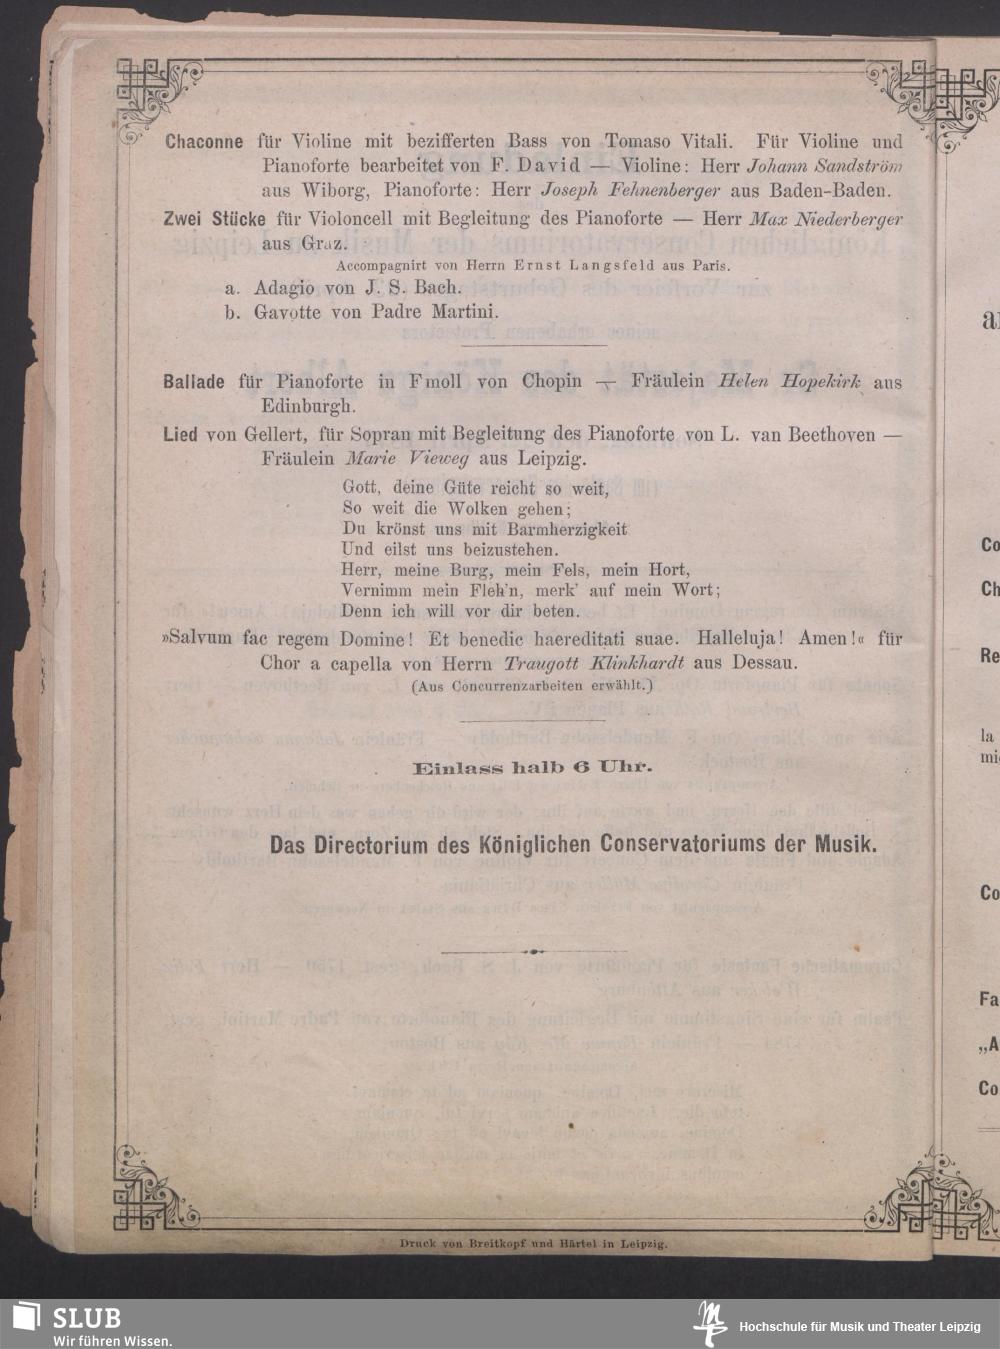 Chaconne für Violine mit bezifferten Bass von Tomaso Vitali. Für Violine und
Pianoforte bearbeitet von F. David — Violine: Herr Johann Sandström
aus Wiborg, Pianoforte: Herr Joseph Fehnenberger aus Baden-Baden.
Zwei Stücke für Violoncell mit Begleitung des Pianoforte — Herr Max Niederberger
aus Graz.
Accompagnirt von Herrn Ernst Langsfeld aus Paris.
a. Adagio von J. S. Bach.
b. Gavotte von Padre Martini.
Ballade für Pianoforte in Fmoll von Chopin — Fräulein Helen Hopekirk aus
Edinburgh.
Lied von Gellert, für Sopran mit Begleitung des Pianoforte von L. van Beethoven —
Fräulein Marie Vieweg aus Leipzig.
Gott, deine Güte reicht so weit,
So weit die Wolken gehen;
Du krönst uns mit Barmherzigkeit
Und eilst uns beizustehen.
Herr, meine Burg, mein Fels, mein Hort,
Vernimm mein Fleh'n, merk' auf mein Wort;
Denn ich will vor dir beten.
»Salvum fac regem Domine! Et benedic haereditati suae. Halleluja! Amen!« für
Chor a capella von Herrn Traugott Klinkhardt aus Dessau.
(Aus Concurrenzarbeiten erwählt.)
Einlass halb 6 Uhr.
Das Directorium des Königlichen Conservatoriums der Musik.
Druck von Breitkopf und Härtel in Leipzig.
SLUB
Wir führen Wissen.
Hochschule für Musik und Theater Leipzig